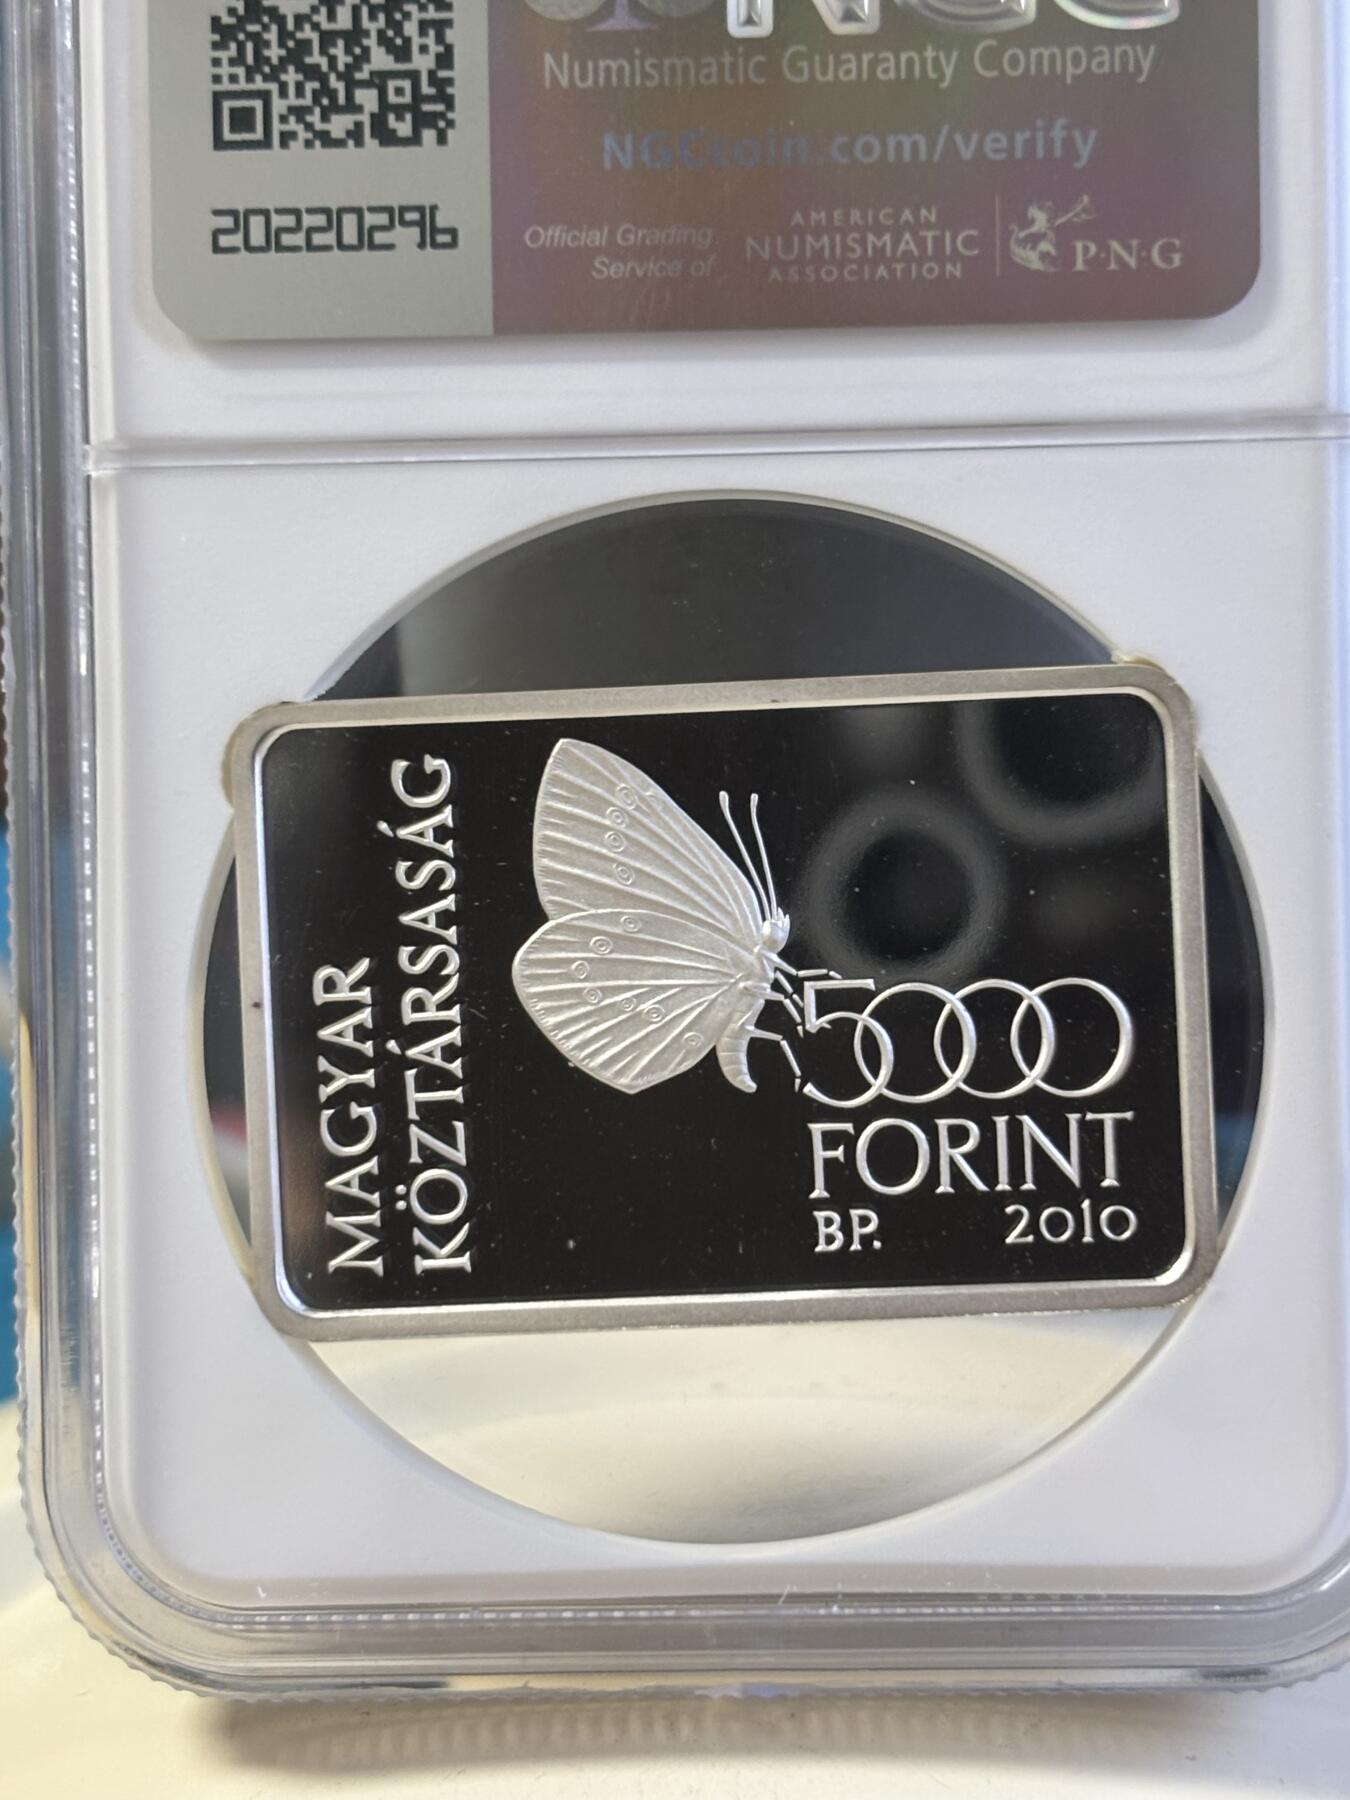 NGC
Numismatic Guaranty Company
NGCcoin.com/verify
20220296
Official Grading
Service of
AMERICAN
NUMISMATIC
ASSOCIATION
P·N·G
MAGYAR
KÖZTÁRSASÁG
5000
FORINT
BP. 2010